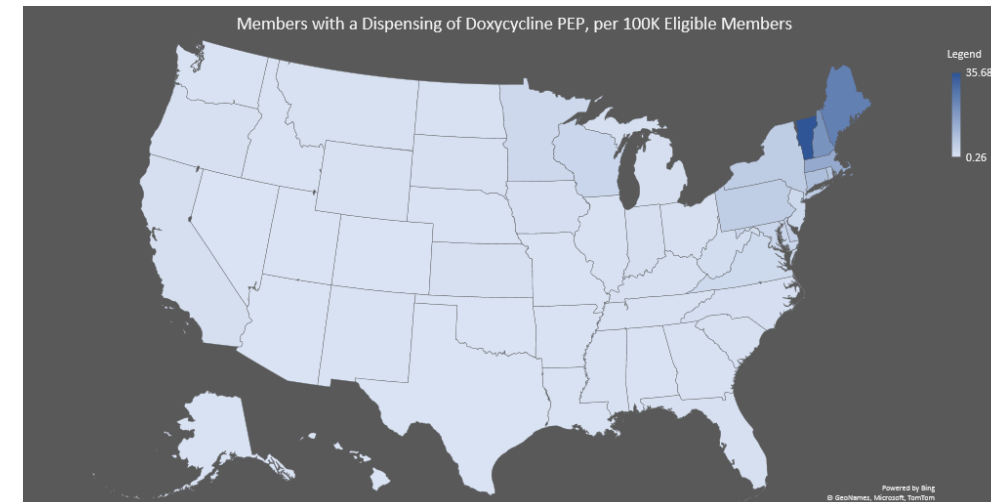 Members with a Dispensing of Doxycycline PEP, per 100K Eligible Members
Legend
35.68
0.26
Powered by Bing
© GeoNames, Microsoft, TomTom